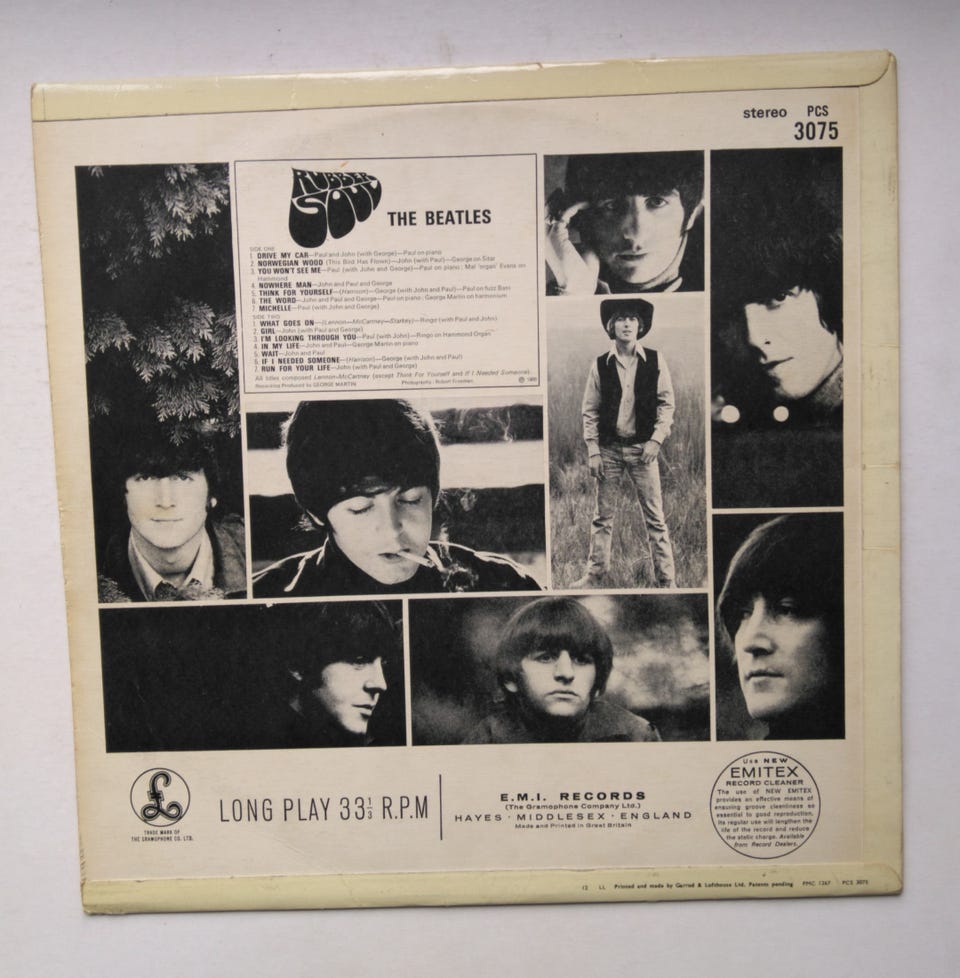 stereo PCS
3075
RUBBER
SOUL
THE BEATLES
SIDE ONE
1. DRIVE MY CAR—Paul and John (with George)—Paul on piano
2. NORWEGIAN WOOD (This Bird Has Flown)—John (with Paul)—George on Sitar
3. YOU WON'T SEE ME—Paul (with John and George)—Paul on piano; Mal 'organ' Evans on
Hammond
4. NOWHERE MAN—John and Paul and George
5. THINK FOR YOURSELF—(Harrison)—George (with John and Paul)—Paul on fuzz Bass
6. THE WORD—John and Paul and George—Paul on piano; George Martin on harmonium
7. MICHELLE—Paul (with John and George)
SIDE TWO
1. WHAT GOES ON—(Lennon—McCartney—Starkey)—Ringo (with Paul and John)
2. GIRL—John (with Paul and George)
3. I'M LOOKING THROUGH YOU—Paul (with John)—Ringo on Hammond Organ
4. IN MY LIFE—John and Paul—George Martin on piano
5. WAIT—John and Paul
6. IF I NEEDED SOMEONE—(Harrison)—George (with John and Paul)
7. RUN FOR YOUR LIFE—John (with Paul and George)
All titles composed Lennon-McCartney (except Think For Yourself and If I Needed Someone).
Recording Produced by GEORGE MARTIN Photography: Robert Freeman ℗ 1965
£
TRADE MARK OF
THE GRAMOPHONE CO. LTD.
LONG PLAY 33⅓ R.P.M
E.M.I. RECORDS
(The Gramophone Company Ltd.)
HAYES · MIDDLESEX · ENGLAND
Made and Printed in Great Britain
Use NEW
EMITEX
RECORD CLEANER
The use of NEW EMITEX
provides an effective means of
ensuring groove cleanliness so
essential to good reproduction.
Its regular use will lengthen the
life of the record and reduce
the static charge. Available
from Record Dealers.
12 LL Printed and made by Garrod & Lofthouse Ltd. Patents pending PMC 1267 PCS 3075